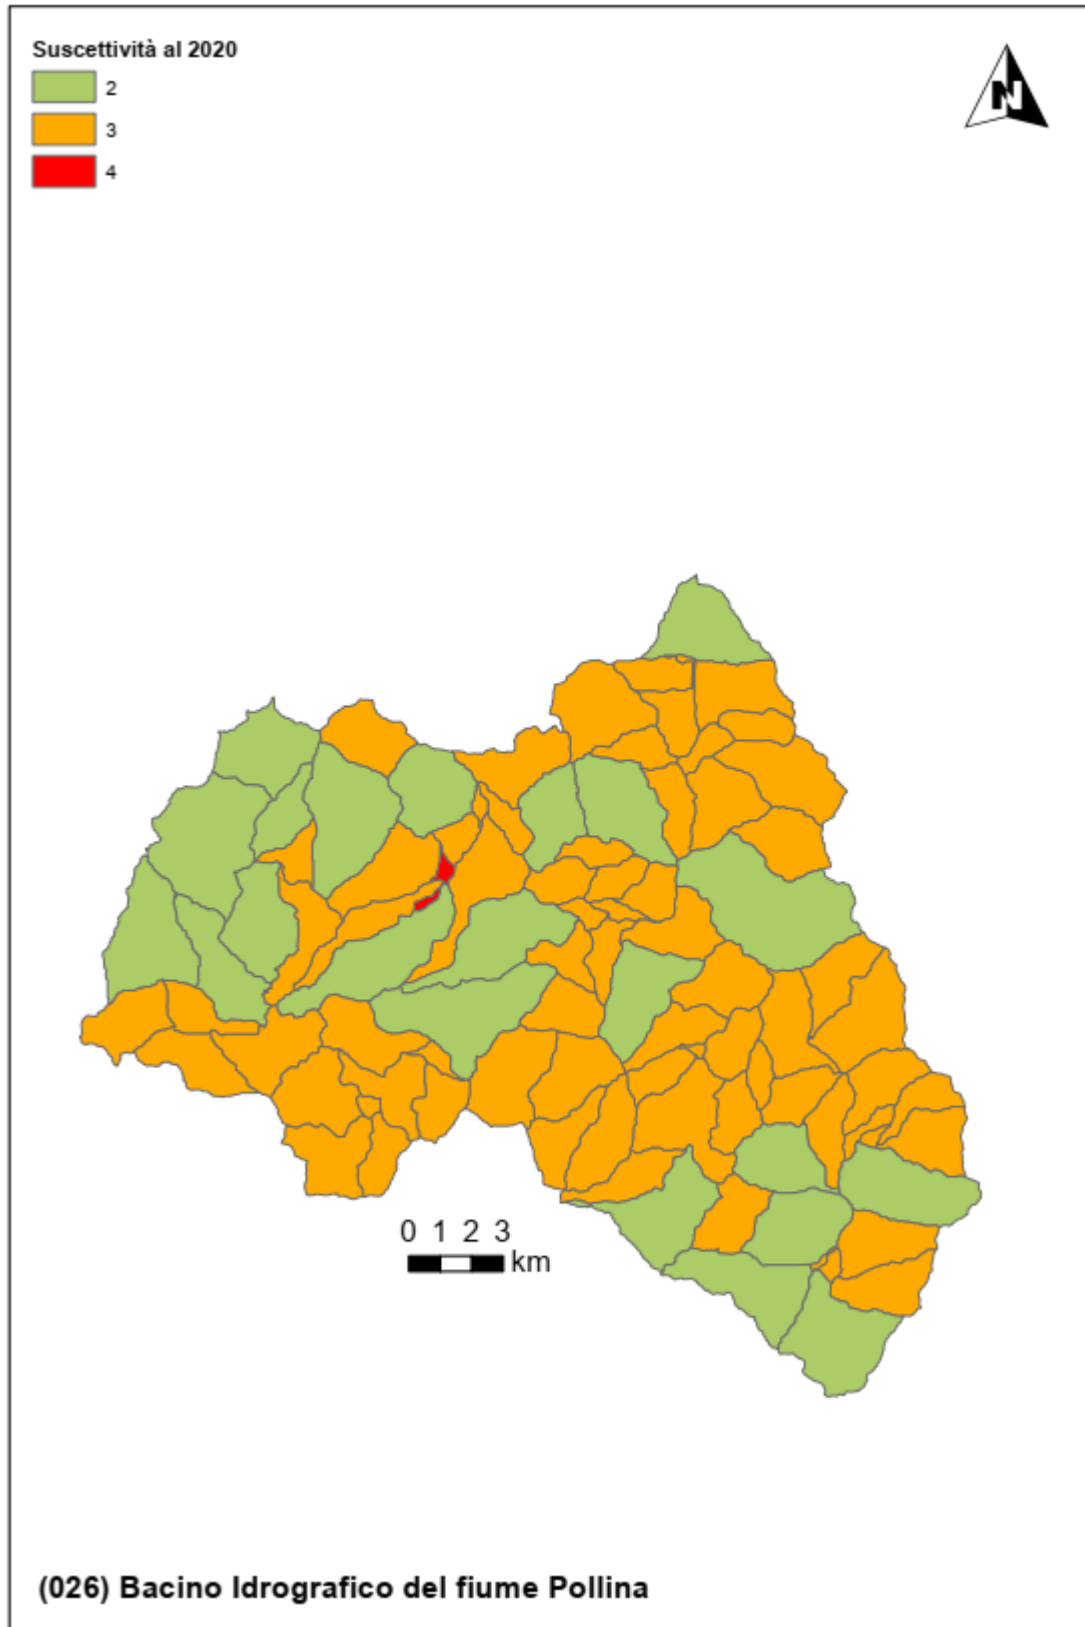 Suscettività al 2020
2
3
4
N
0 1 2 3
km
(026) Bacino Idrografico del fiume Pollina